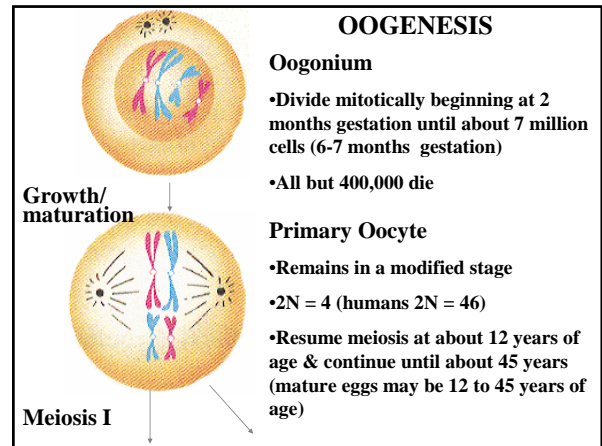 OOGENESIS
Oogonium
•Divide mitotically beginning at 2
months gestation until about 7 million
cells (6-7 months  gestation)
•All but 400,000 die
Growth/
maturation
Primary Oocyte
•Remains in a modified stage
•2N = 4 (humans 2N = 46)
•Resume meiosis at about 12 years of
age & continue until about 45 years
(mature eggs may be 12 to 45 years of
age)
Meiosis I